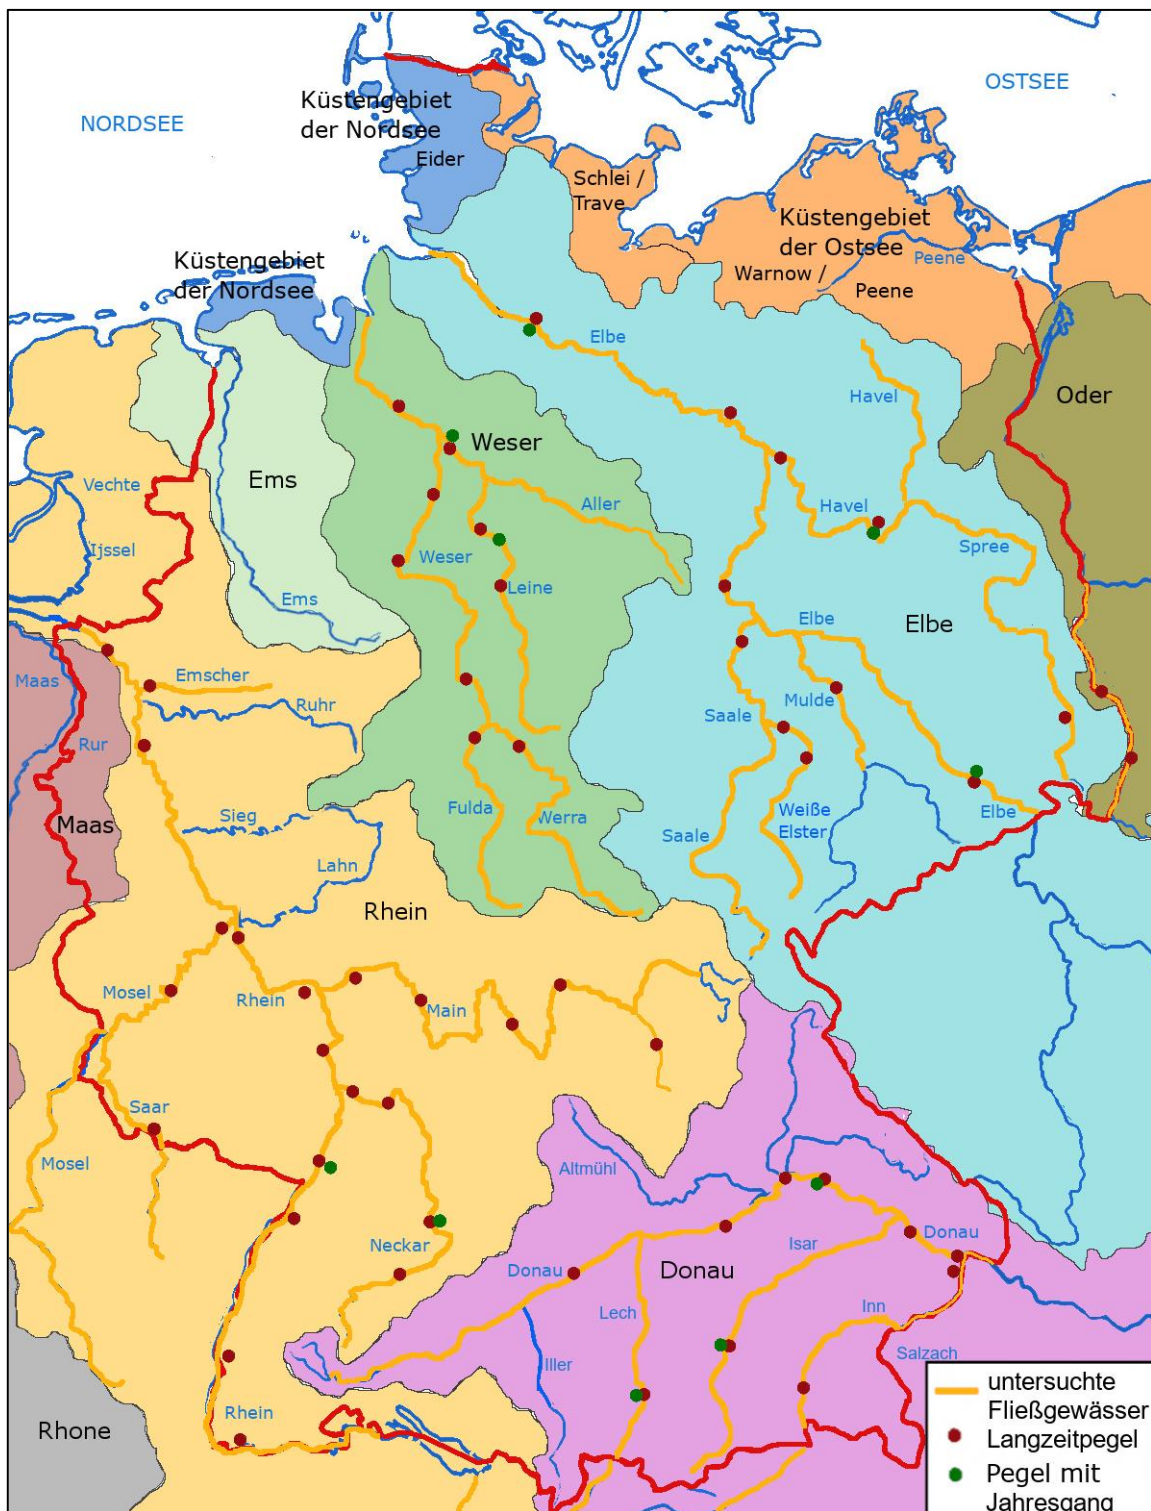 OSTSEE
NORDSEE
Küstengebiet
der Nordsee
Eider
Schlei /
Trave
Küstengebiet
der Ostsee
Peene
Warnow /
Peene
Küstengebiet
der Nordsee
Elbe
Havel
Oder
Weser
Ems
Vechte
Aller
Havel
Ijssel
Weser
Spree
Leine
Ems
Elbe
Elbe
Maas
Emscher
Ruhr
Mulde
Saale
Rur
Sieg
Fulda
Werra
Weiße
Elster
Elbe
Maas
Saale
Lahn
Rhein
Mosel
Rhein
Main
Saar
Mosel
Altmühl
Neckar
Isar
Donau
Donau
Donau
Lech
Inn
Iller
Salzach
Rhein
Rhone
untersuchte
Fließgewässer
Langzeitpegel
Pegel mit
Jahresgang